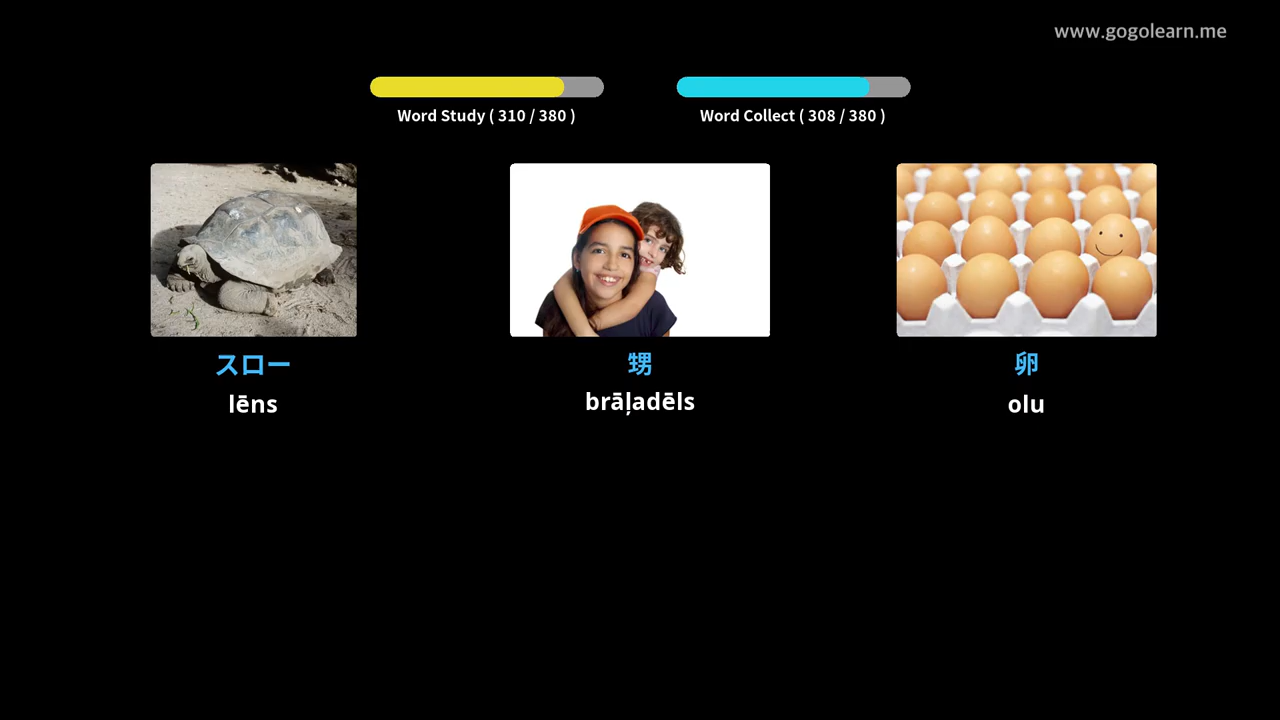 www.gogolearn.me
Word Study ( 310 / 380 )
Word Collect ( 308 / 380 )
スロー
甥
卵
lēns
brāļadēls
olu